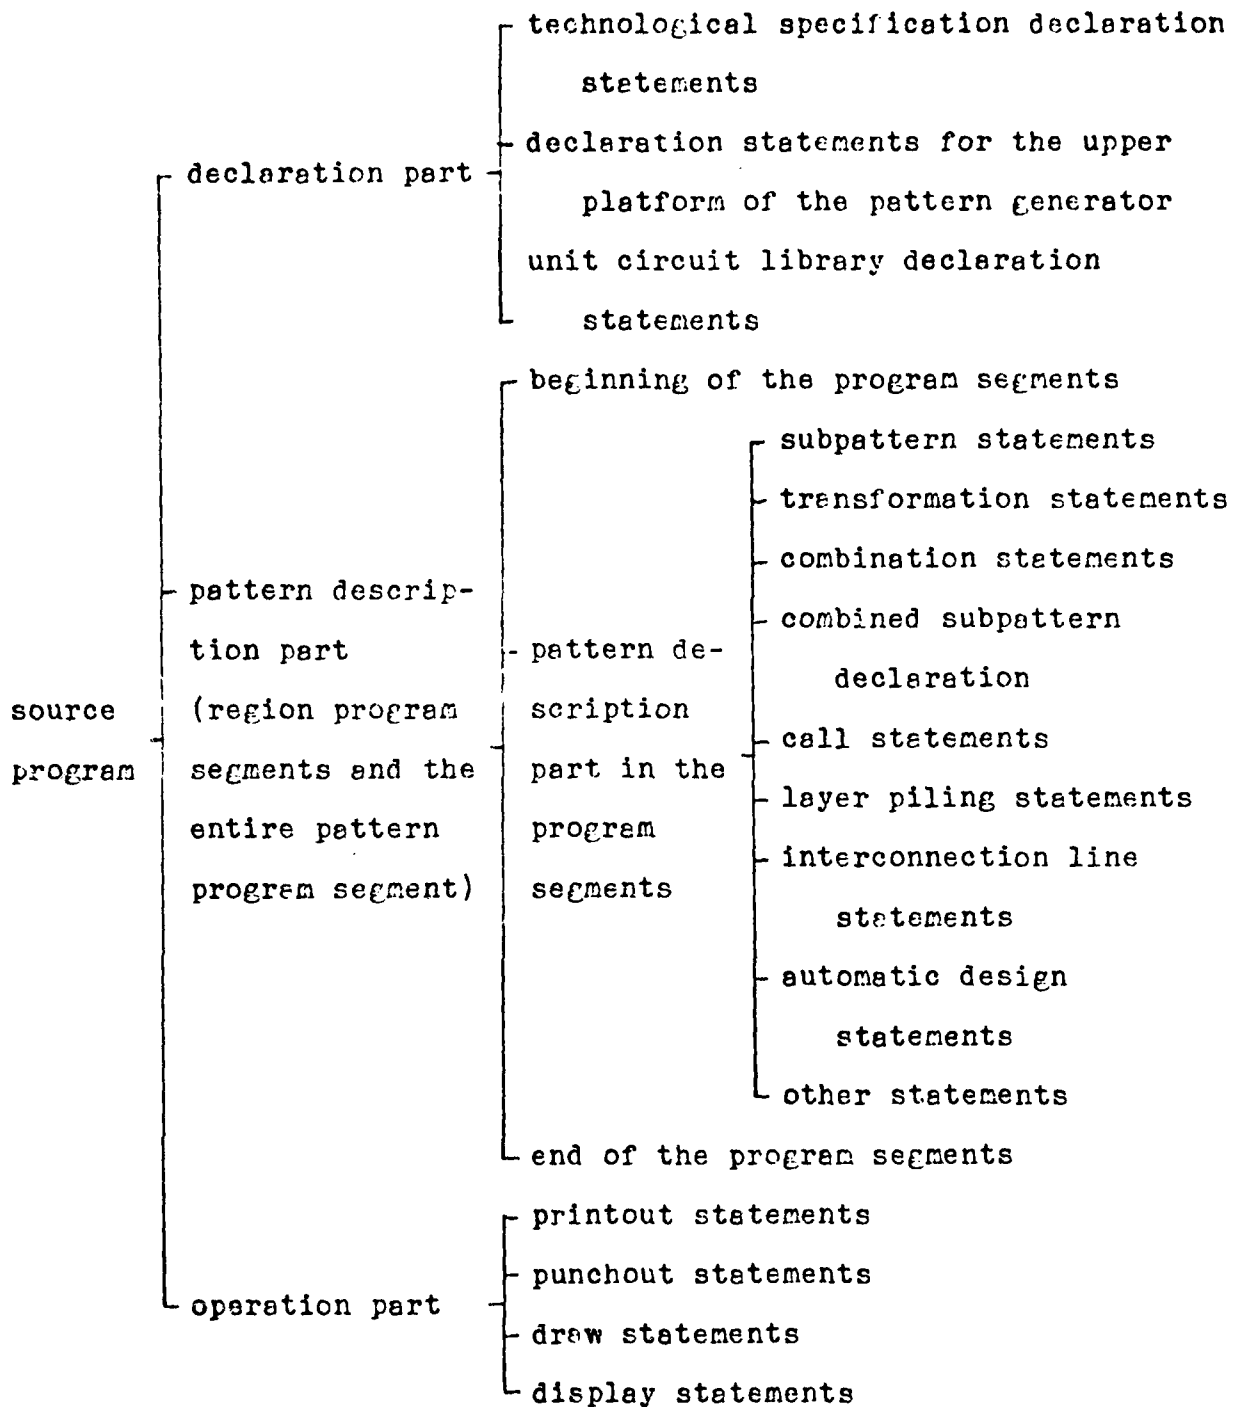 technological specification declaration
statements
declaration statements for the upper
platform of the pattern generator
declaration part
unit circuit library declaration
statements
beginning of the program segments
subpattern statements
transformation statements
combination statements
combined subpattern
declaration
call statements
layer piling statements
interconnection line
statements
automatic design
statements
other statements
pattern de-
scription
part in the
program
segments
pattern descrip-
tion part
(region program
segments and the
entire pattern
program segment)
source
program
end of the program segments
printout statements
punchout statements
operation part
draw statements
display statements